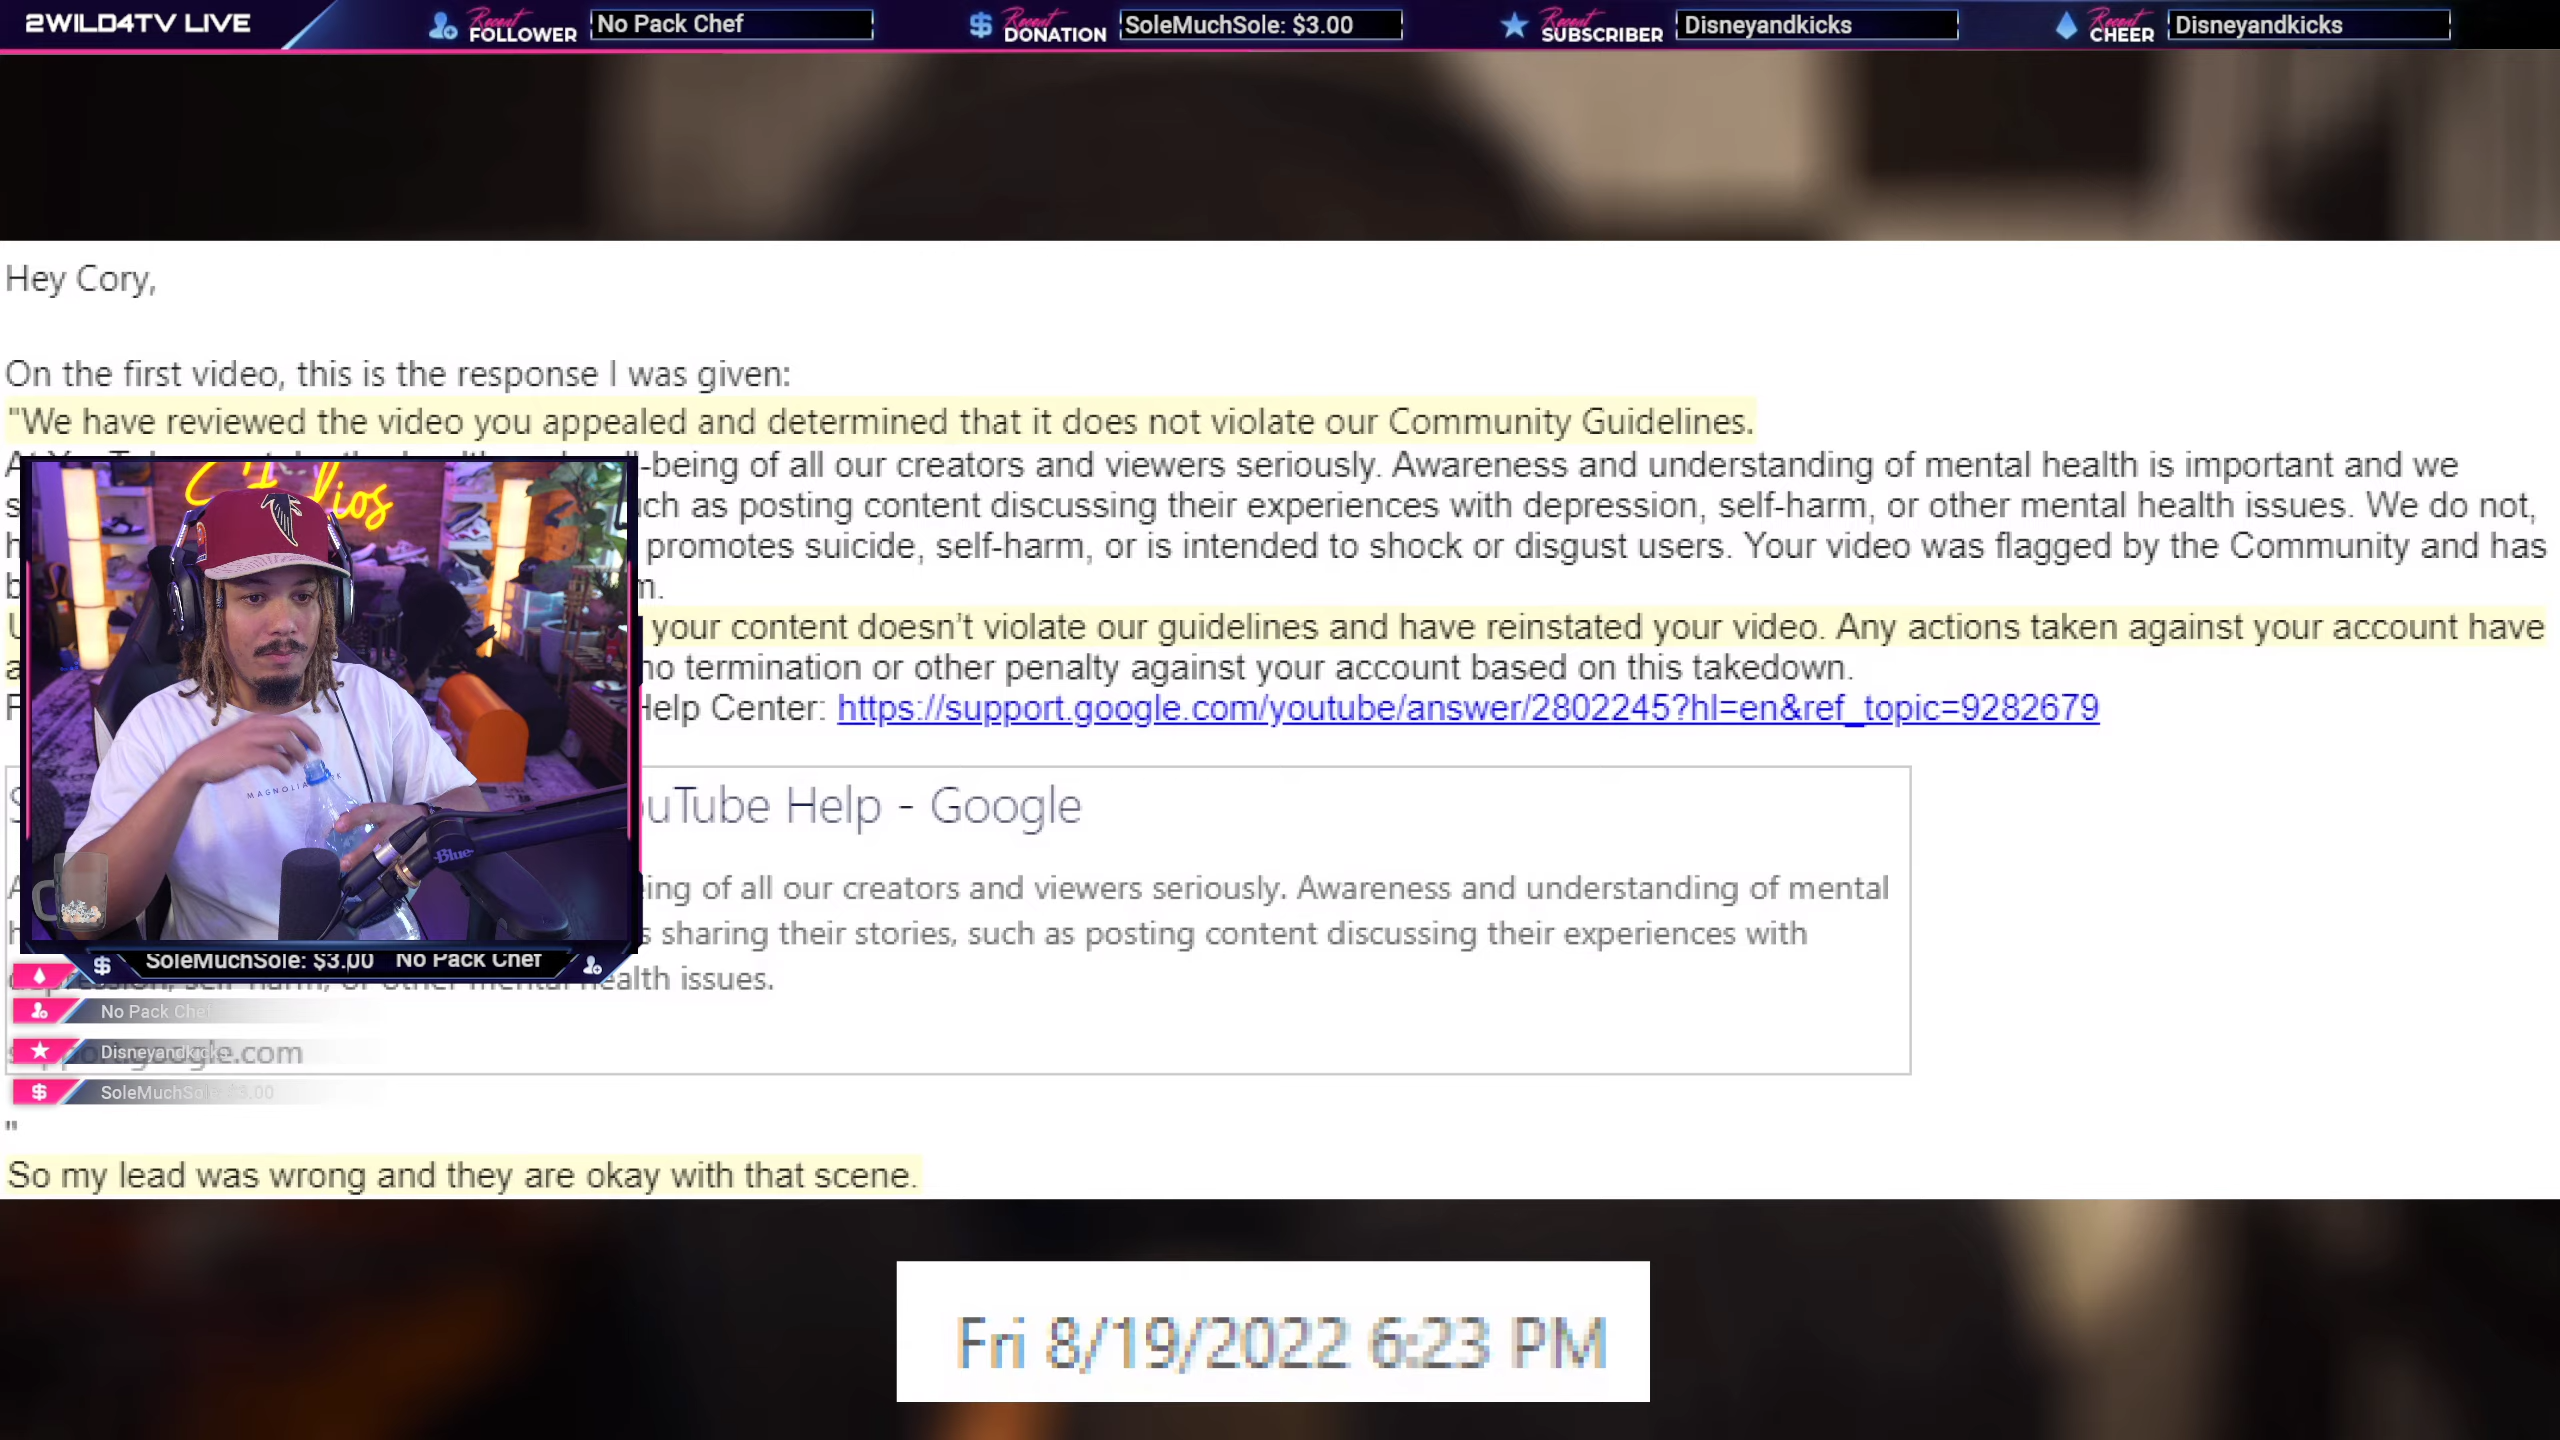 2WILD4TV LIVE
Recent FOLLOWER
No Pack Chef
Recent DONATION
SoleMuchSole: $3.00
Recent SUBSCRIBER
Disneyandkicks
Recent CHEER
Disneyandkicks
Hey Cory,
On the first video, this is the response I was given:
"We have reviewed the video you appealed and determined that it does not violate our Community Guidelines.
-being of all our creators and viewers seriously. Awareness and understanding of mental health is important and we
ch as posting content discussing their experiences with depression, self-harm, or other mental health issues. We do not,
promotes suicide, self-harm, or is intended to shock or disgust users. Your video was flagged by the Community and has
your content doesn't violate our guidelines and have reinstated your video. Any actions taken against your account have
no termination or other penalty against your account based on this takedown.
Help Center: https://support.google.com/youtube/answer/2802245?hl=en&ref_topic=9282679
uTube Help - Google
eing of all our creators and viewers seriously. Awareness and understanding of mental
s sharing their stories, such as posting content discussing their experiences with
health issues.
MAGNOLIA
Blue
SoleMuchSole: $3.00 No Pack Chef
No Pack Chef
Disneyandkicks
SoleMuchSole: $3.00
"
So my lead was wrong and they are okay with that scene.
Fri 8/19/2022 6:23 PM